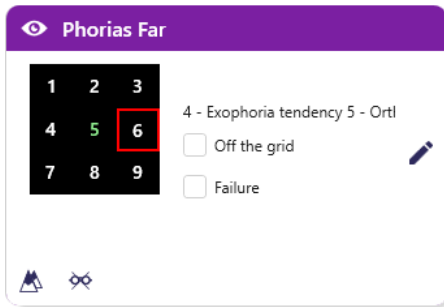 Phorias Far
1 2 3
4 5 6
7 8 9
4 - Exophoria tendency 5 - Ortl
Off the grid
Failure